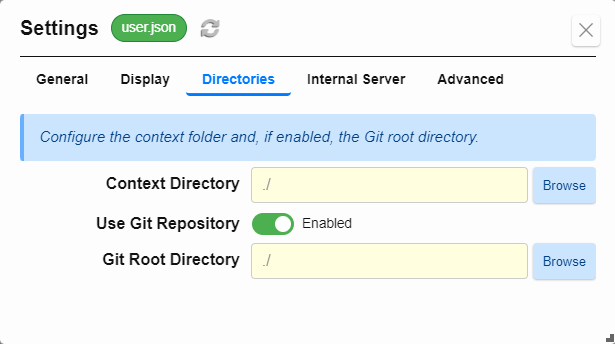 Settings user.json
General Display Directories Internal Server Advanced
Configure the context folder and, if enabled, the Git root directory.
Context Directory ./ Browse
Use Git Repository Enabled
Git Root Directory ./ Browse